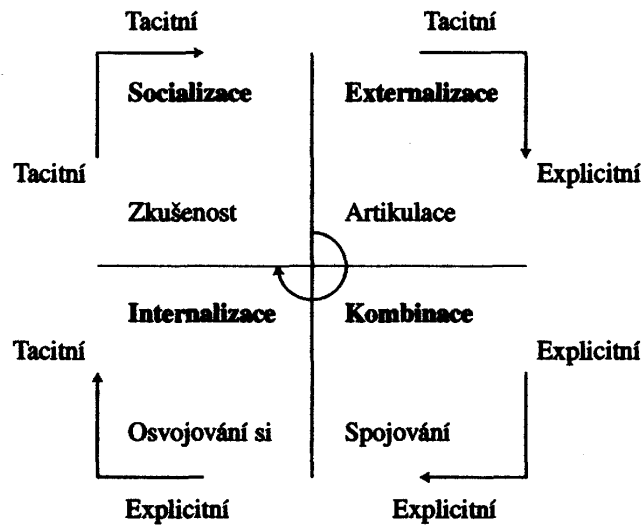 Tacitní Tacitní
Socializace Externalizace
Tacitní Explicitní
Zkušenost Artikulace
Internalizace Kombinace
Tacitní Explicitní
Osvojování si Spojování
Explicitní Explicitní